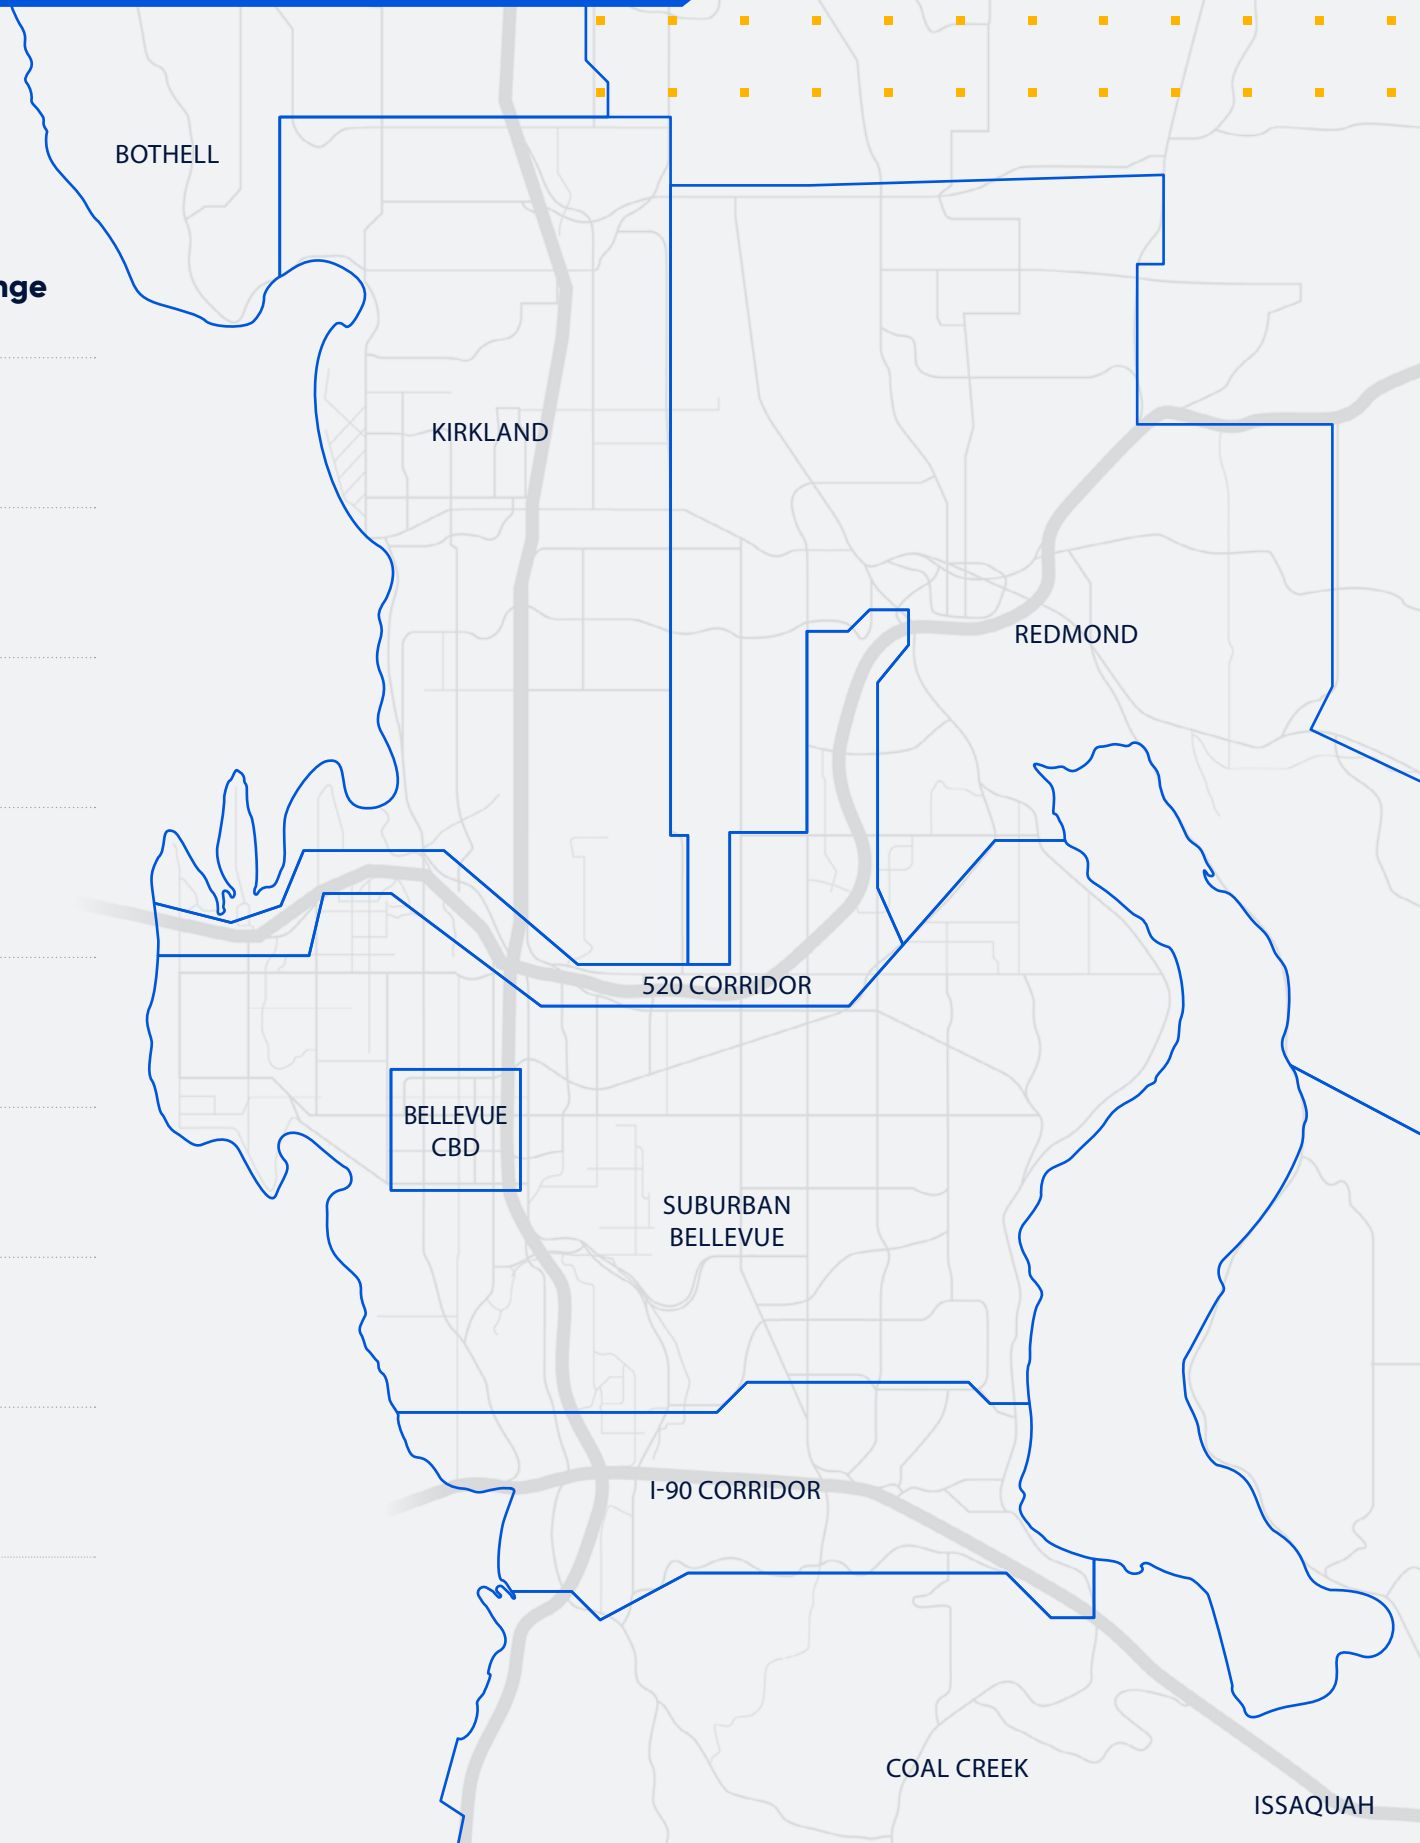 BOTHELL
nge
KIRKLAND
REDMOND
520 CORRIDOR
BELLEVUE
CBD
SUBURBAN
BELLEVUE
I-90 CORRIDOR
COAL CREEK
ISSAQUAH